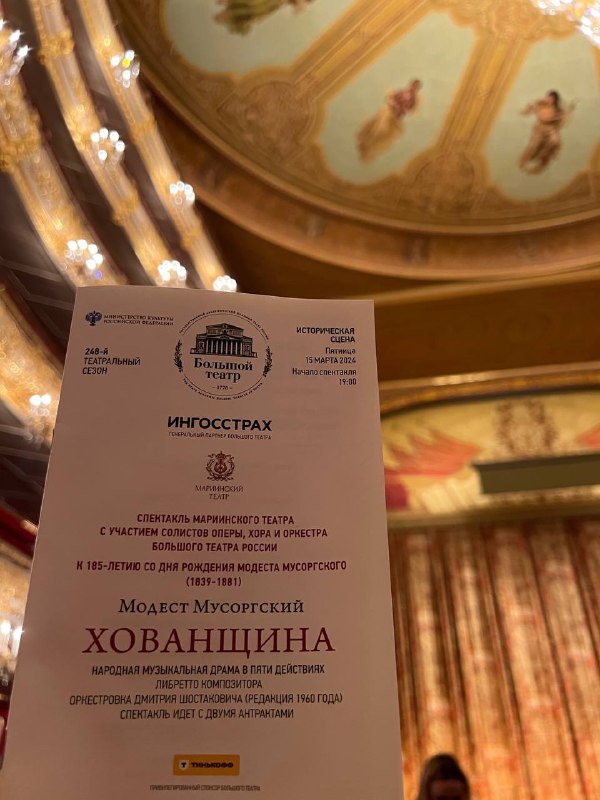 МИНИСТЕРСТВО КУЛЬТУРЫ
РОССИЙСКОЙ ФЕДЕРАЦИИ
248-й
ТЕАТРАЛЬНЫЙ
СЕЗОН
Большой
театр
– 1776 –
ИСТОРИЧЕСКАЯ
СЦЕНА
Пятница
15 МАРТА 2024
Начало спектакля
19:00
ИНГОССТРАХ
ГЕНЕРАЛЬНЫЙ ПАРТНЕР БОЛЬШОГО ТЕАТРА
МАРИИНСКИЙ
ТЕАТР
СПЕКТАКЛЬ МАРИИНСКОГО ТЕАТРА
С УЧАСТИЕМ СОЛИСТОВ ОПЕРЫ, ХОРА И ОРКЕСТРА
БОЛЬШОГО ТЕАТРА РОССИИ
К 185-ЛЕТИЮ СО ДНЯ РОЖДЕНИЯ МОДЕСТА МУСОРГСКОГО
(1839-1881)
Модест Мусоргский
ХОВАНЩИНА
НАРОДНАЯ МУЗЫКАЛЬНАЯ ДРАМА В ПЯТИ ДЕЙСТВИЯХ
ЛИБРЕТТО КОМПОЗИТОРА
ОРКЕСТРОВКА ДМИТРИЯ ШОСТАКОВИЧА (РЕДАКЦИЯ 1960 ГОДА)
СПЕКТАКЛЬ ИДЕТ С ДВУМЯ АНТРАКТАМИ
ТИНЬКОФФ
ПРИВИЛЕГИРОВАННЫЙ СПОНСОР БОЛЬШОГО ТЕАТРА